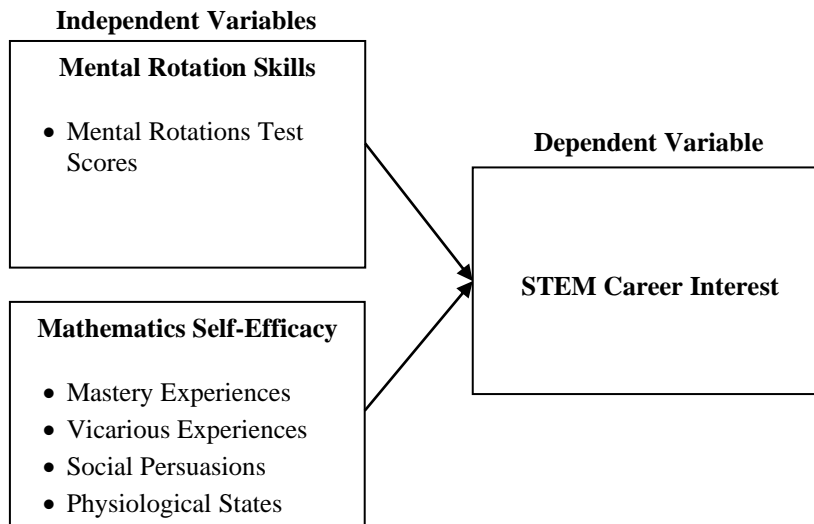 Independent Variables
Mental Rotation Skills
• Mental Rotations Test
Scores
Dependent Variable
STEM Career Interest
Mathematics Self-Efficacy
• Mastery Experiences
• Vicarious Experiences
• Social Persuasions
• Physiological States